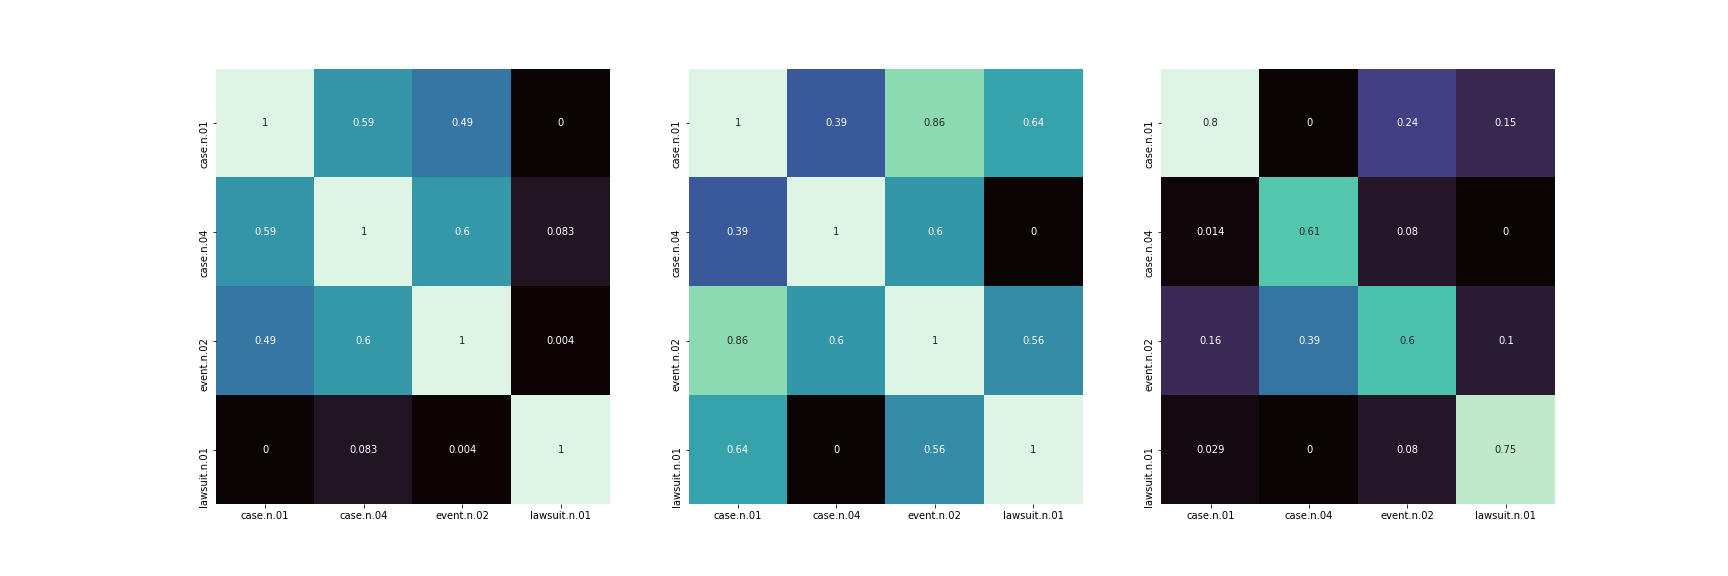 case.n.01 1 0.59 0.49 0
case.n.04 0.59 1 0.6 0.083
event.n.02 0.49 0.6 1 0.004
lawsuit.n.01 0 0.083 0.004 1
case.n.01 case.n.04 event.n.02 lawsuit.n.01
case.n.01 1 0.39 0.86 0.64
case.n.04 0.39 1 0.6 0
event.n.02 0.86 0.6 1 0.56
lawsuit.n.01 0.64 0 0.56 1
case.n.01 case.n.04 event.n.02 lawsuit.n.01
case.n.01 0.8 0 0.24 0.15
case.n.04 0.014 0.61 0.08 0
event.n.02 0.16 0.39 0.6 0.1
lawsuit.n.01 0.029 0 0.08 0.75
case.n.01 case.n.04 event.n.02 lawsuit.n.01